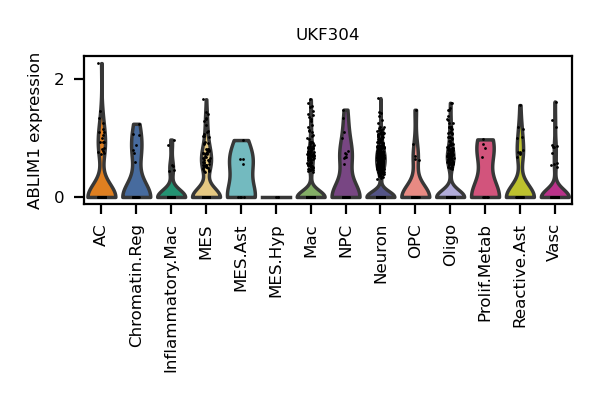 UKF304
ABLIM1 expression
2
0
AC
Chromatin.Reg
Inflammatory.Mac
MES
MES.Ast
MES.Hyp
Mac
NPC
Neuron
OPC
Oligo
Prolif.Metab
Reactive.Ast
Vasc